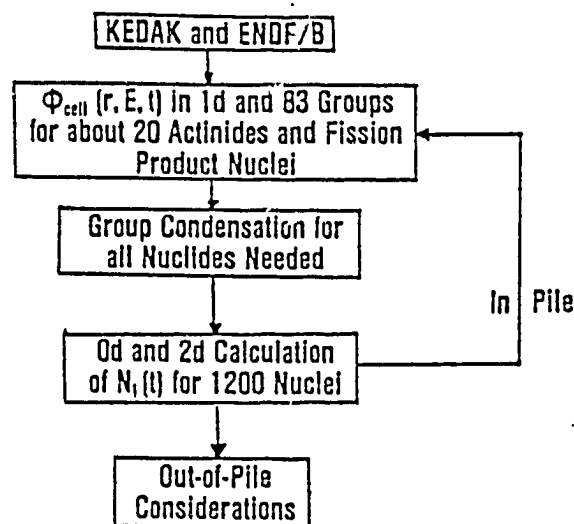 KEDAK and ENDF/B
Φcell (r, E, t) in 1d and 83 Groups
for about 20 Actinides and Fission
Product Nuclei
Group Condensation for
all Nuclides Needed
In Pile
0d and 2d Calculation
of Ni (t) for 1200 Nuclei
Out-of-Pile
Considerations